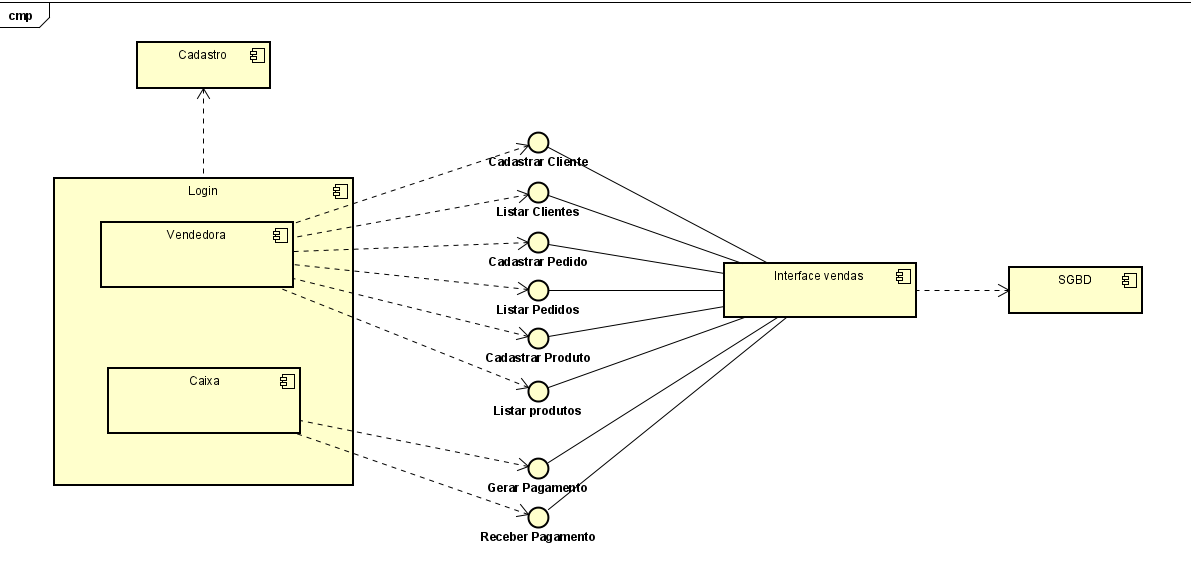 cmp
Cadastro
Login
Vendedora
Caixa
Cadastrar Cliente
Listar Clientes
Cadastrar Pedido
Listar Pedidos
Cadastrar Produto
Listar produtos
Gerar Pagamento
Receber Pagamento
Interface vendas
SGBD